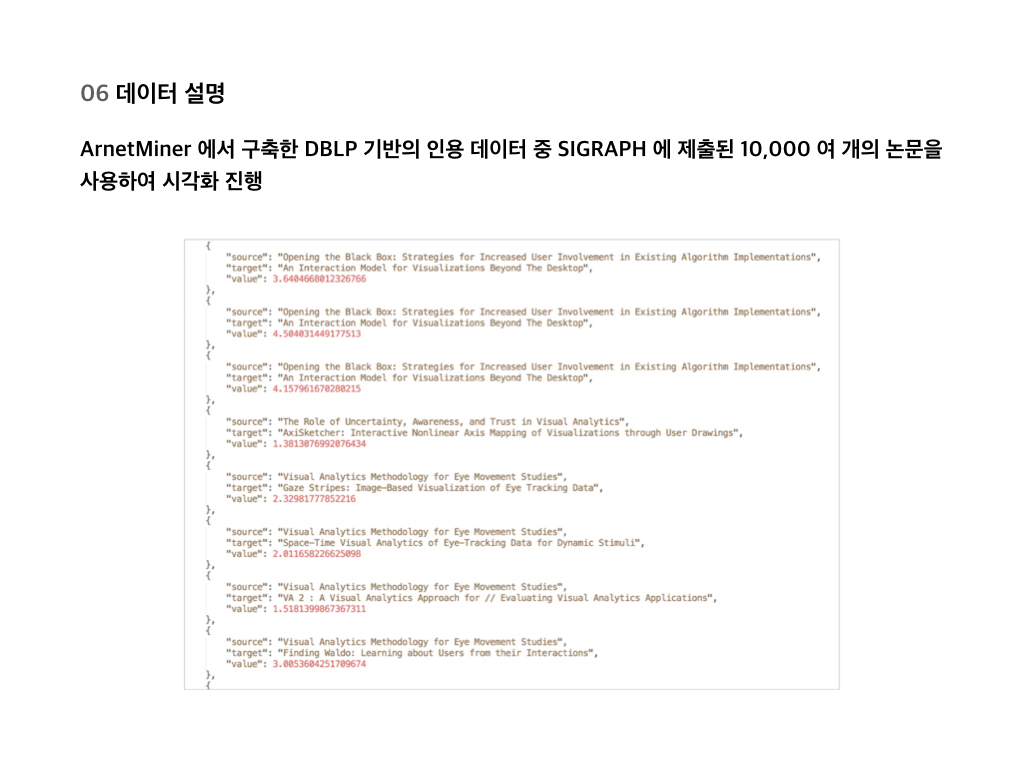 06 데이터 설명
ArnetMiner 에서 구축한 DBLP 기반의 인용 데이터 중 SIGRAPH 에 제출된 10,000 여 개의 논문을
사용하여 시각화 진행
{
"source": "Opening the Black Box: Strategies for Increased User Involvement in Existing Algorithm Implementations",
"target": "An Interaction Model for Visualizations Beyond The Desktop",
"value": 3.6404668012326766
},
{
"source": "Opening the Black Box: Strategies for Increased User Involvement in Existing Algorithm Implementations",
"target": "An Interaction Model for Visualizations Beyond The Desktop",
"value": 4.504031449177513
},
{
"source": "Opening the Black Box: Strategies for Increased User Involvement in Existing Algorithm Implementations",
"target": "An Interaction Model for Visualizations Beyond The Desktop",
"value": 4.157961670280215
},
{
"source": "The Role of Uncertainty, Awareness, and Trust in Visual Analytics",
"target": "AxiSketcher: Interactive Nonlinear Axis Mapping of Visualizations through User Drawings",
"value": 1.3813076992076434
},
{
"source": "Visual Analytics Methodology for Eye Movement Studies",
"target": "Gaze Stripes: Image-Based Visualization of Eye Tracking Data",
"value": 2.32981777852216
},
{
"source": "Visual Analytics Methodology for Eye Movement Studies",
"target": "Space-Time Visual Analytics of Eye-Tracking Data for Dynamic Stimuli",
"value": 2.011658226625098
},
{
"source": "Visual Analytics Methodology for Eye Movement Studies",
"target": "VA 2 : A Visual Analytics Approach for // Evaluating Visual Analytics Applications",
"value": 1.5181399867367311
},
{
"source": "Visual Analytics Methodology for Eye Movement Studies",
"target": "Finding Waldo: Learning about Users from their Interactions",
"value": 3.0053604251709674
},
{